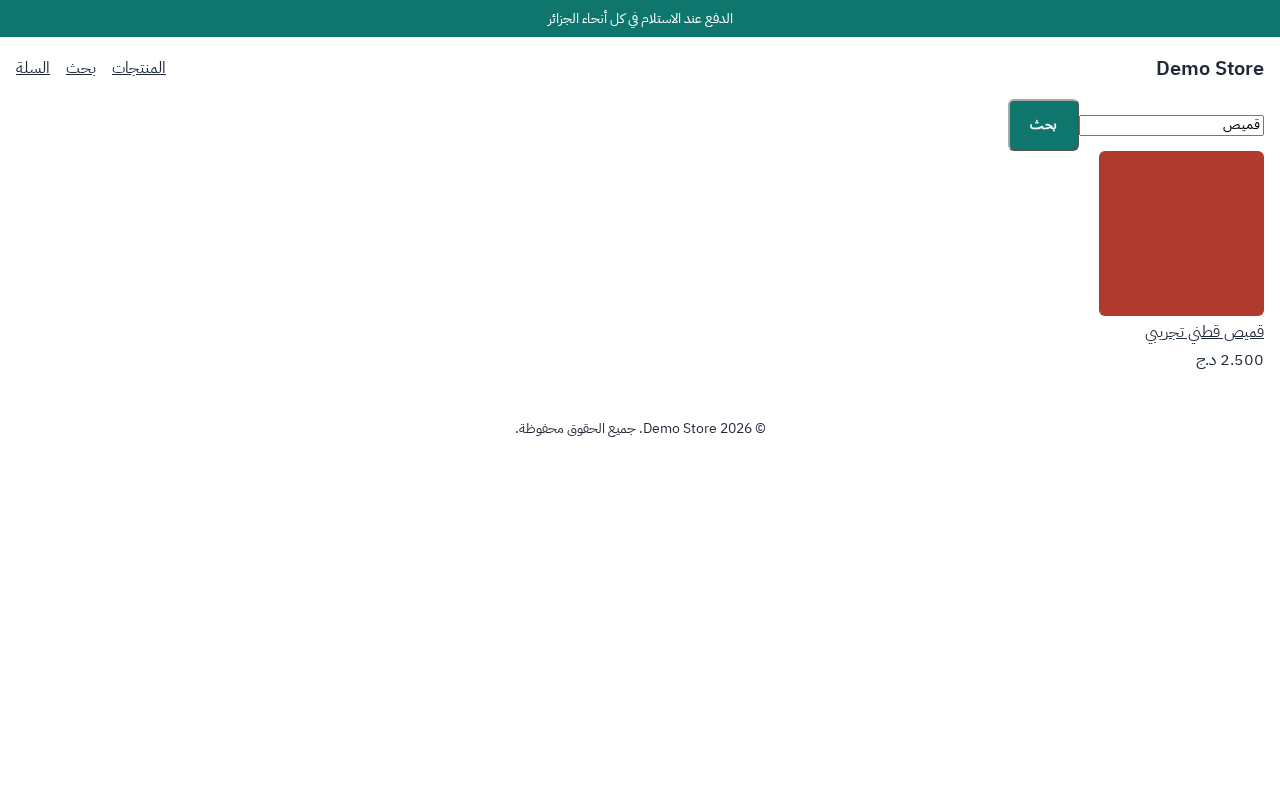 الدفع عند الاستلام في كل أنحاء الجزائر
Demo Store
المنتجات
بحث
السلة
قميص
بحث
قميص قطني تجريبي
2.500 د.ج
© 2026 Demo Store. جميع الحقوق محفوظة.